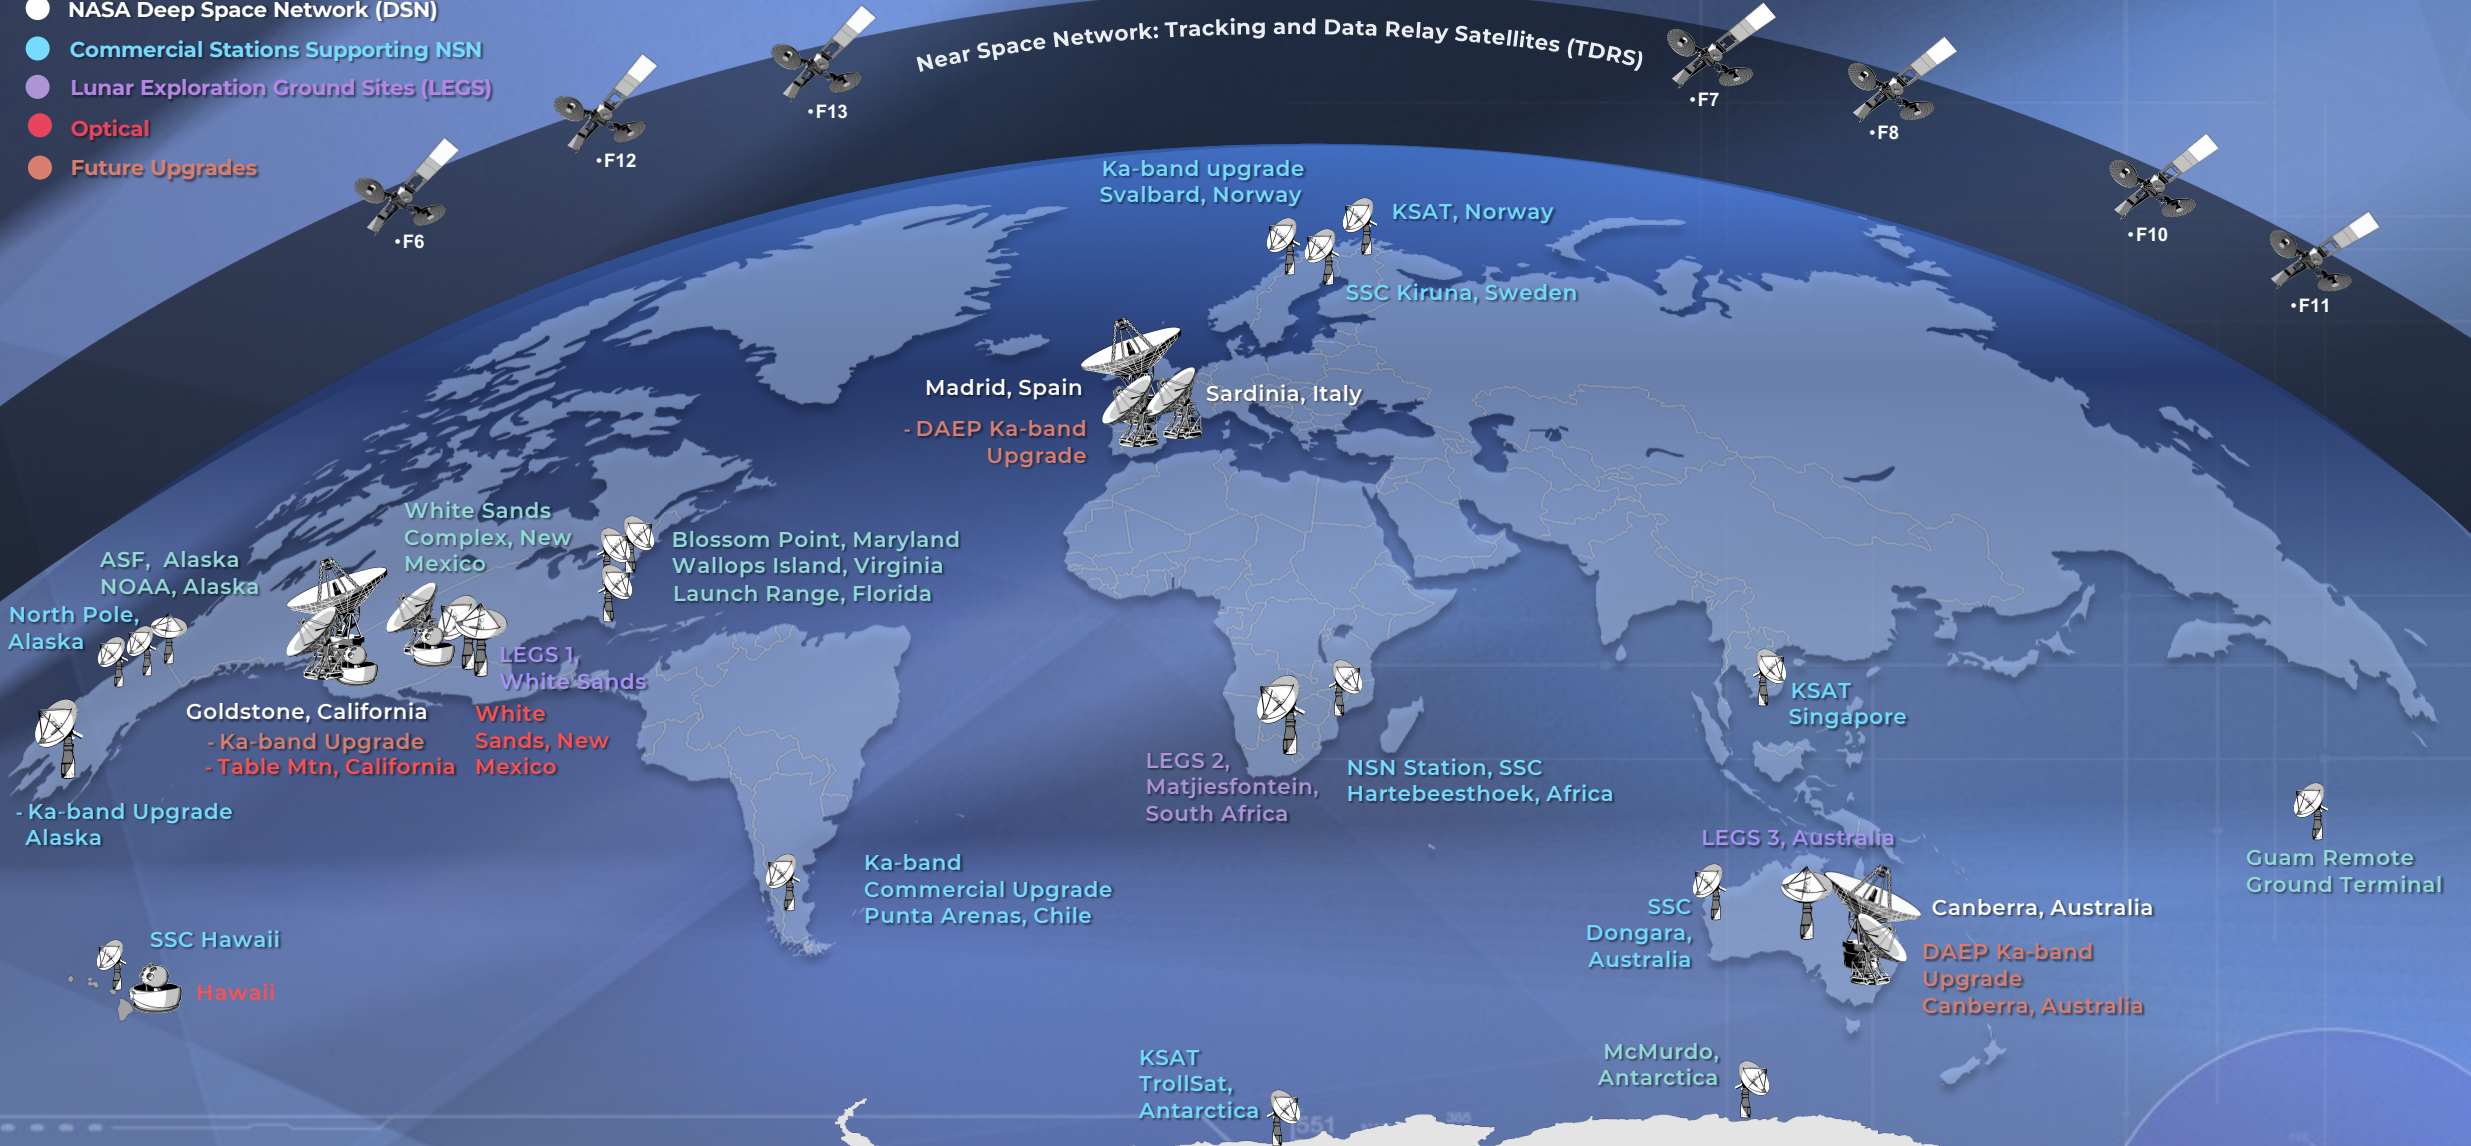 NASA Deep Space Network (DSN)
Commercial Stations Supporting NSN
Lunar Exploration Ground Sites (LEGS)
Optical
Future Upgrades
Near Space Network: Tracking and Data Relay Satellites (TDRS)
•F6
•F12
•F13
•F7
•F8
•F10
•F11
Ka-band upgrade
Svalbard, Norway
KSAT, Norway
SSC Kiruna, Sweden
Madrid, Spain
- DAEP Ka-band
Upgrade
Sardinia, Italy
White Sands
Complex, New
Mexico
ASF, Alaska
NOAA, Alaska
North Pole,
Alaska
Blossom Point, Maryland
Wallops Island, Virginia
Launch Range, Florida
LEGS 1,
White Sands
Goldstone, California
- Ka-band Upgrade
- Table Mtn, California
White
Sands, New
Mexico
- Ka-band Upgrade
Alaska
KSAT
Singapore
LEGS 2,
Matjiesfontein,
South Africa
NSN Station, SSC
Hartebeesthoek, Africa
LEGS 3, Australia
Ka-band
Commercial Upgrade
Punta Arenas, Chile
Guam Remote
Ground Terminal
SSC
Dongara,
Australia
Canberra, Australia
DAEP Ka-band
Upgrade
Canberra, Australia
SSC Hawaii
Hawaii
KSAT
TrollSat,
Antarctica
McMurdo,
Antarctica
551